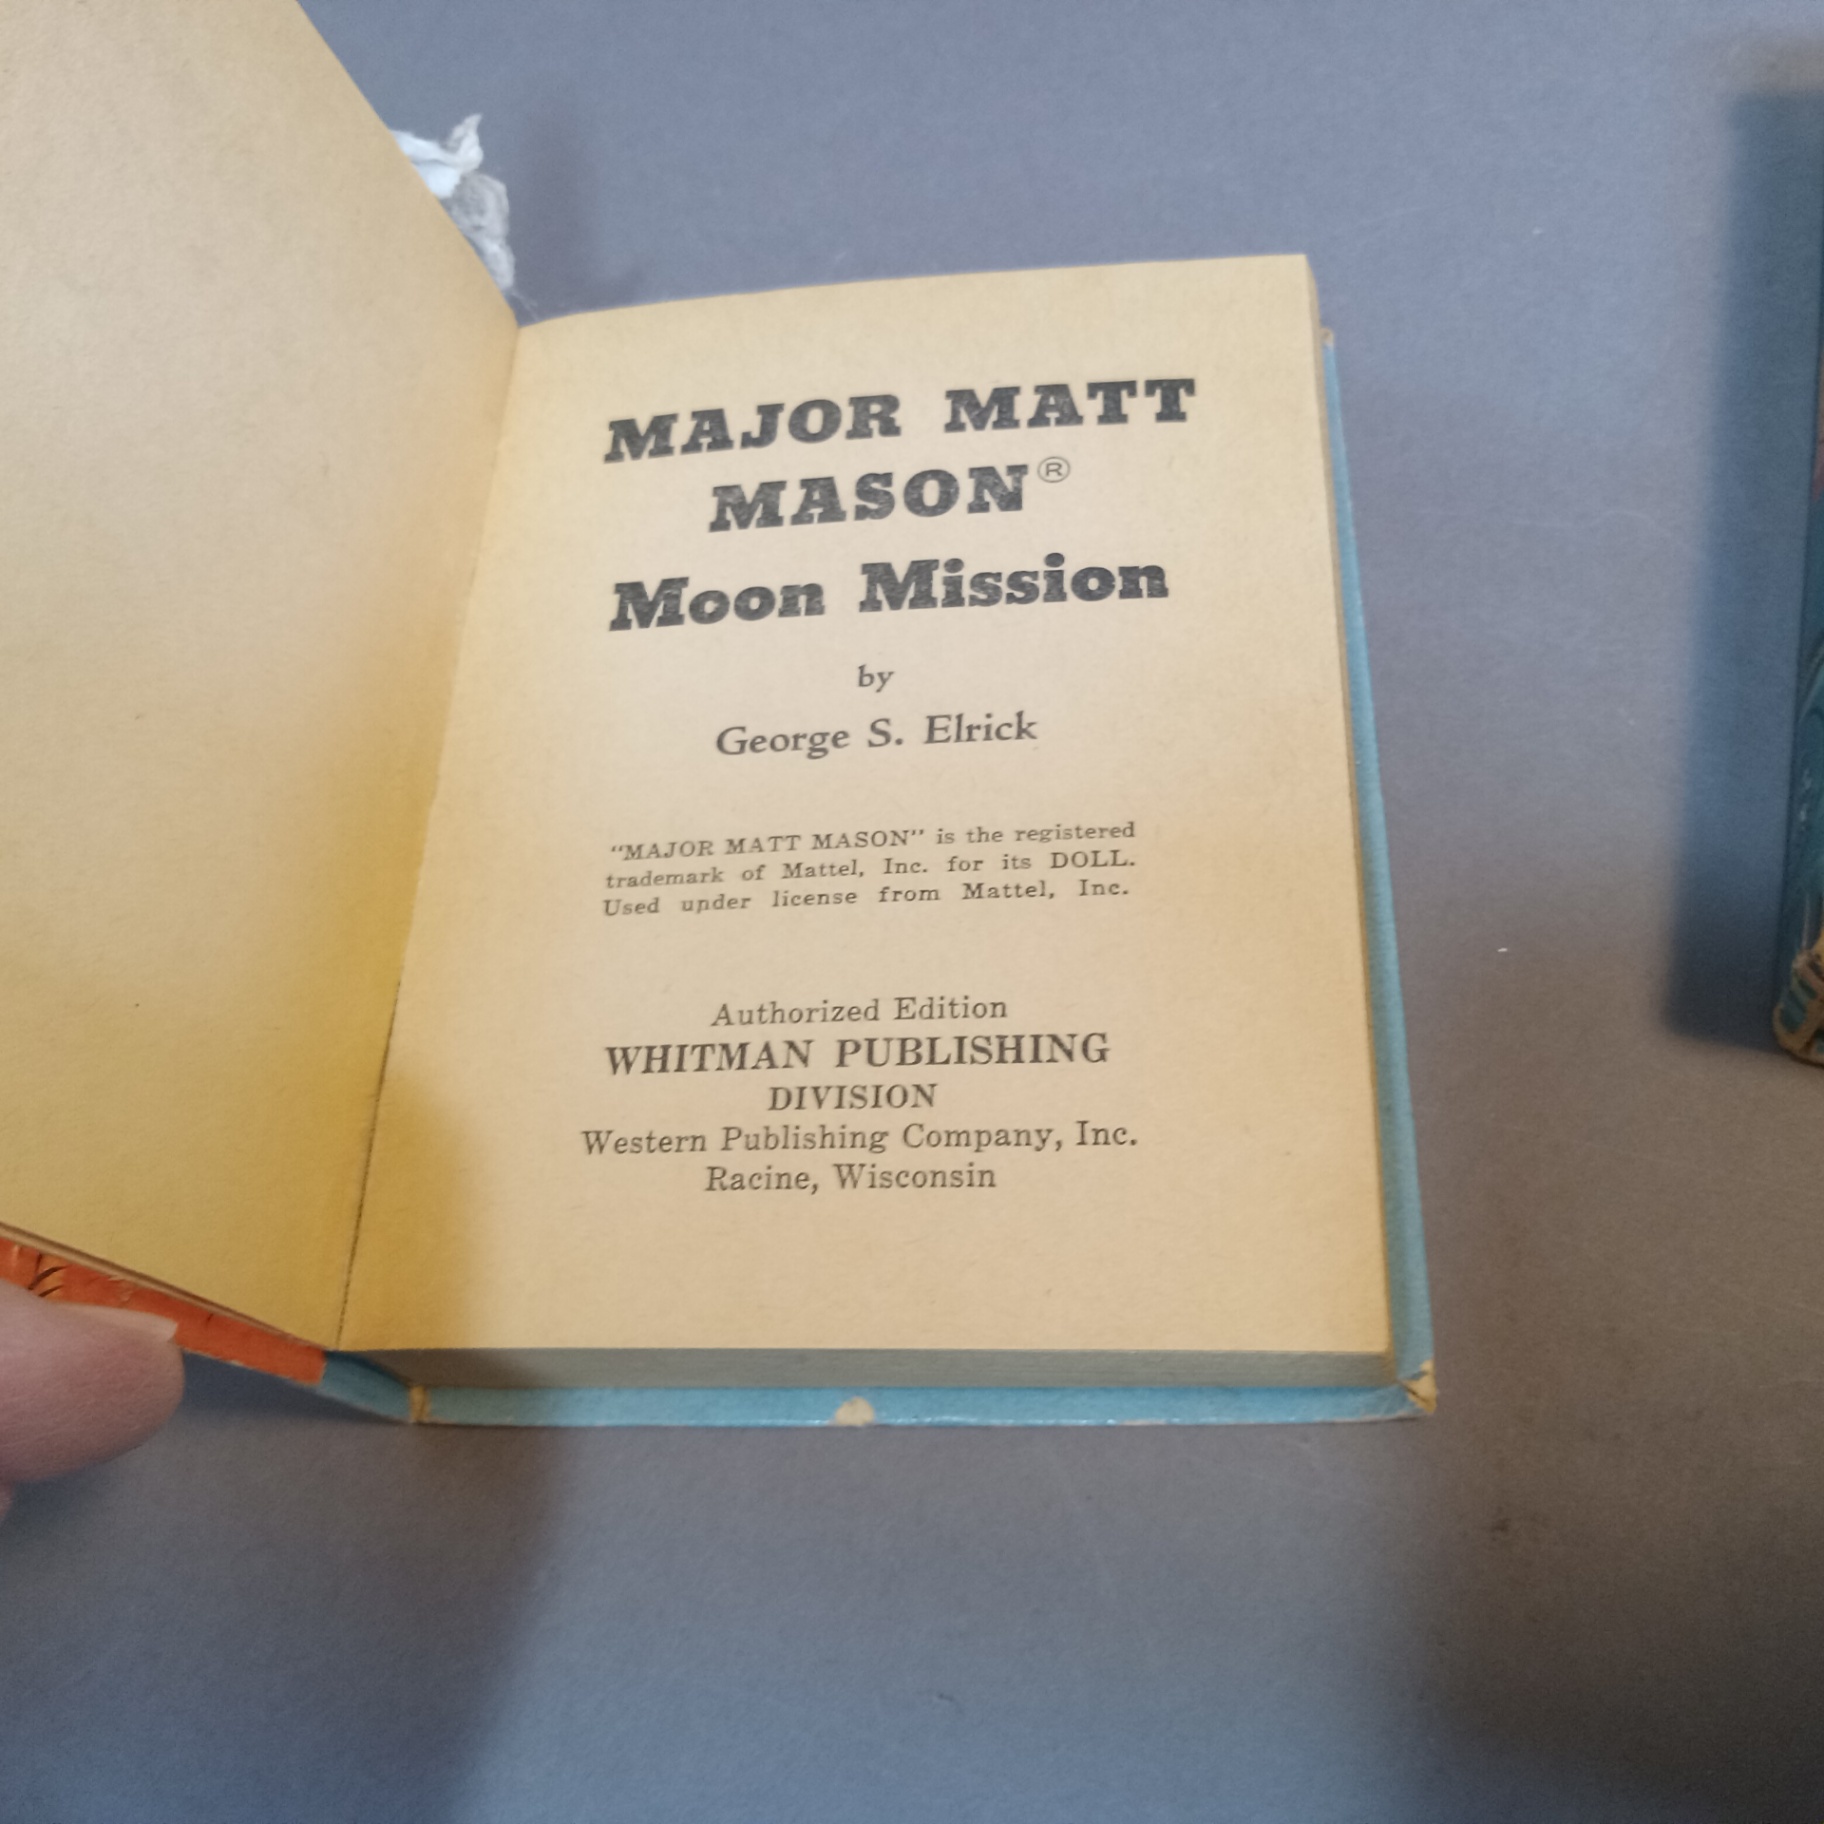 MAJOR MATT
MASON®
Moon Mission
by
George S. Elrick
"MAJOR MATT MASON" is the registered
trademark of Mattel, Inc. for its DOLL.
Used under license from Mattel, Inc.
Authorized Edition
WHITMAN PUBLISHING
DIVISION
Western Publishing Company, Inc.
Racine, Wisconsin